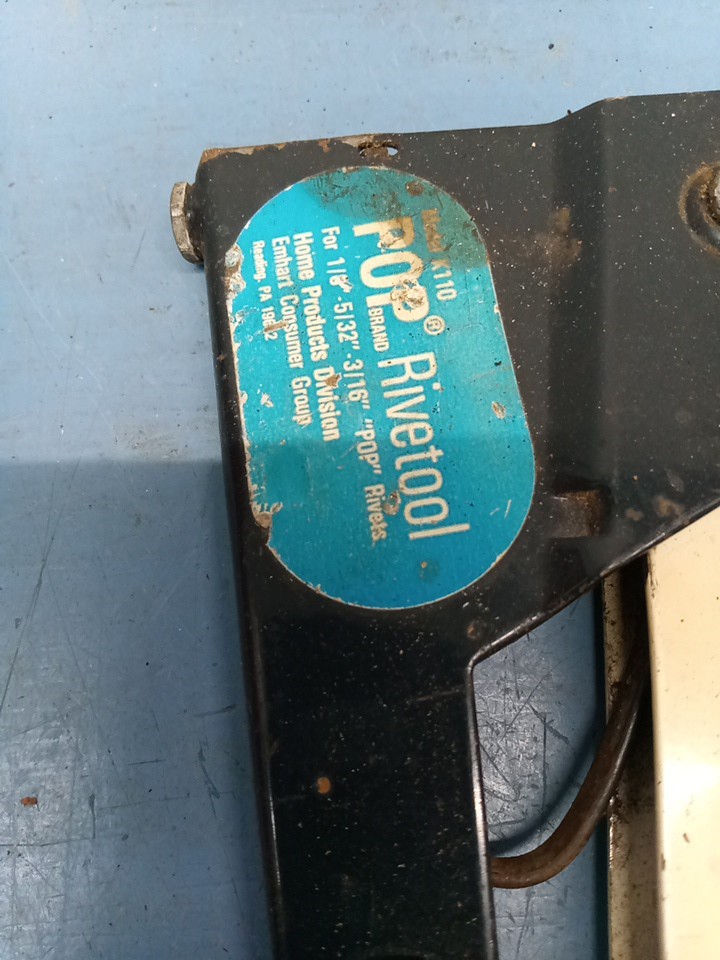 Model K110
POP® Rivetool
BRAND
For 1/8" -5/32" -3/16" "POP" Rivets
Home Products Division
Emhart Consumer Group
Reading, PA